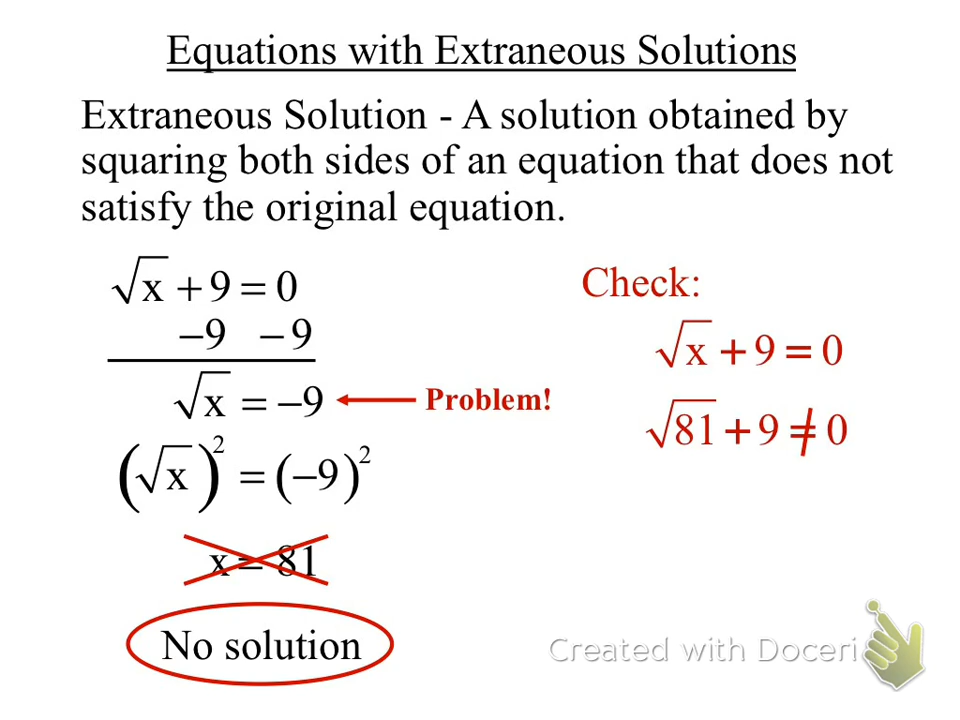 Equations with Extraneous Solutions
Extraneous Solution - A solution obtained by
squaring both sides of an equation that does not
satisfy the original equation.
√x + 9 = 0
−9 − 9
√x = −9
Problem!
(√x)² = (−9)²
x = 81
No solution
Check:
√x + 9 = 0
√81 + 9 ≠ 0
Created with Doceri